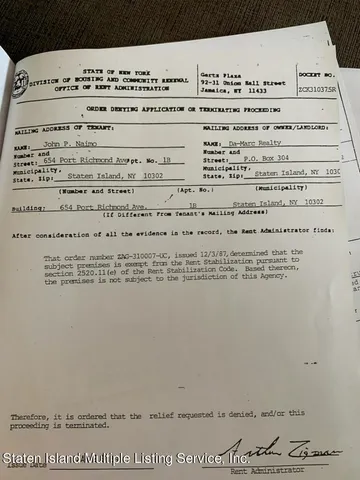 STATE OF NEW YORK
DIVISION OF HOUSING AND COMMUNITY RENEWAL
OFFICE OF RENT ADMINISTRATION
Gertz Plaza
92-31 Union Hall Street
Jamaica, NY 11433
DOCKET NO.
ZCK310375R
ORDER DENYING APPLICATION OR TERMINATING PROCEEDING
MAILING ADDRESS OF TENANT:
NAME: John P. Naimo
Number and
Street: 654 Port Richmond Ave Apt. No. 1B
Municipality,
State, Zip: Staten Island, NY 10302
MAILING ADDRESS OF OWNER/LANDLORD:
NAME: Da-Marc Realty
Number and
Street: P.O. Box 304
Municipality,
State, Zip: Staten Island, NY
(Number and Street) (Apt. No.) (Municipality)
Building: 654 Port Richmond Ave. 1B Staten Island, NY 10302
(If Different From Tenant's Mailing Address)
After consideration of all the evidence in the record, the Rent Administrator finds:
That order number ZAG-310007-UC, issued 12/3/87, determined that the
subject premises is exempt from the Rent Stabilization pursuant to
section 2520.11(e) of the Rent Stabilization Code. Based thereon,
the premises is not subject to the jurisdiction of this Agency.
Therefore, it is ordered that the relief requested is denied, and/or this
proceeding is terminated.
Issue Date
Rent Administrator
Staten Island Multiple Listing Service, Inc.